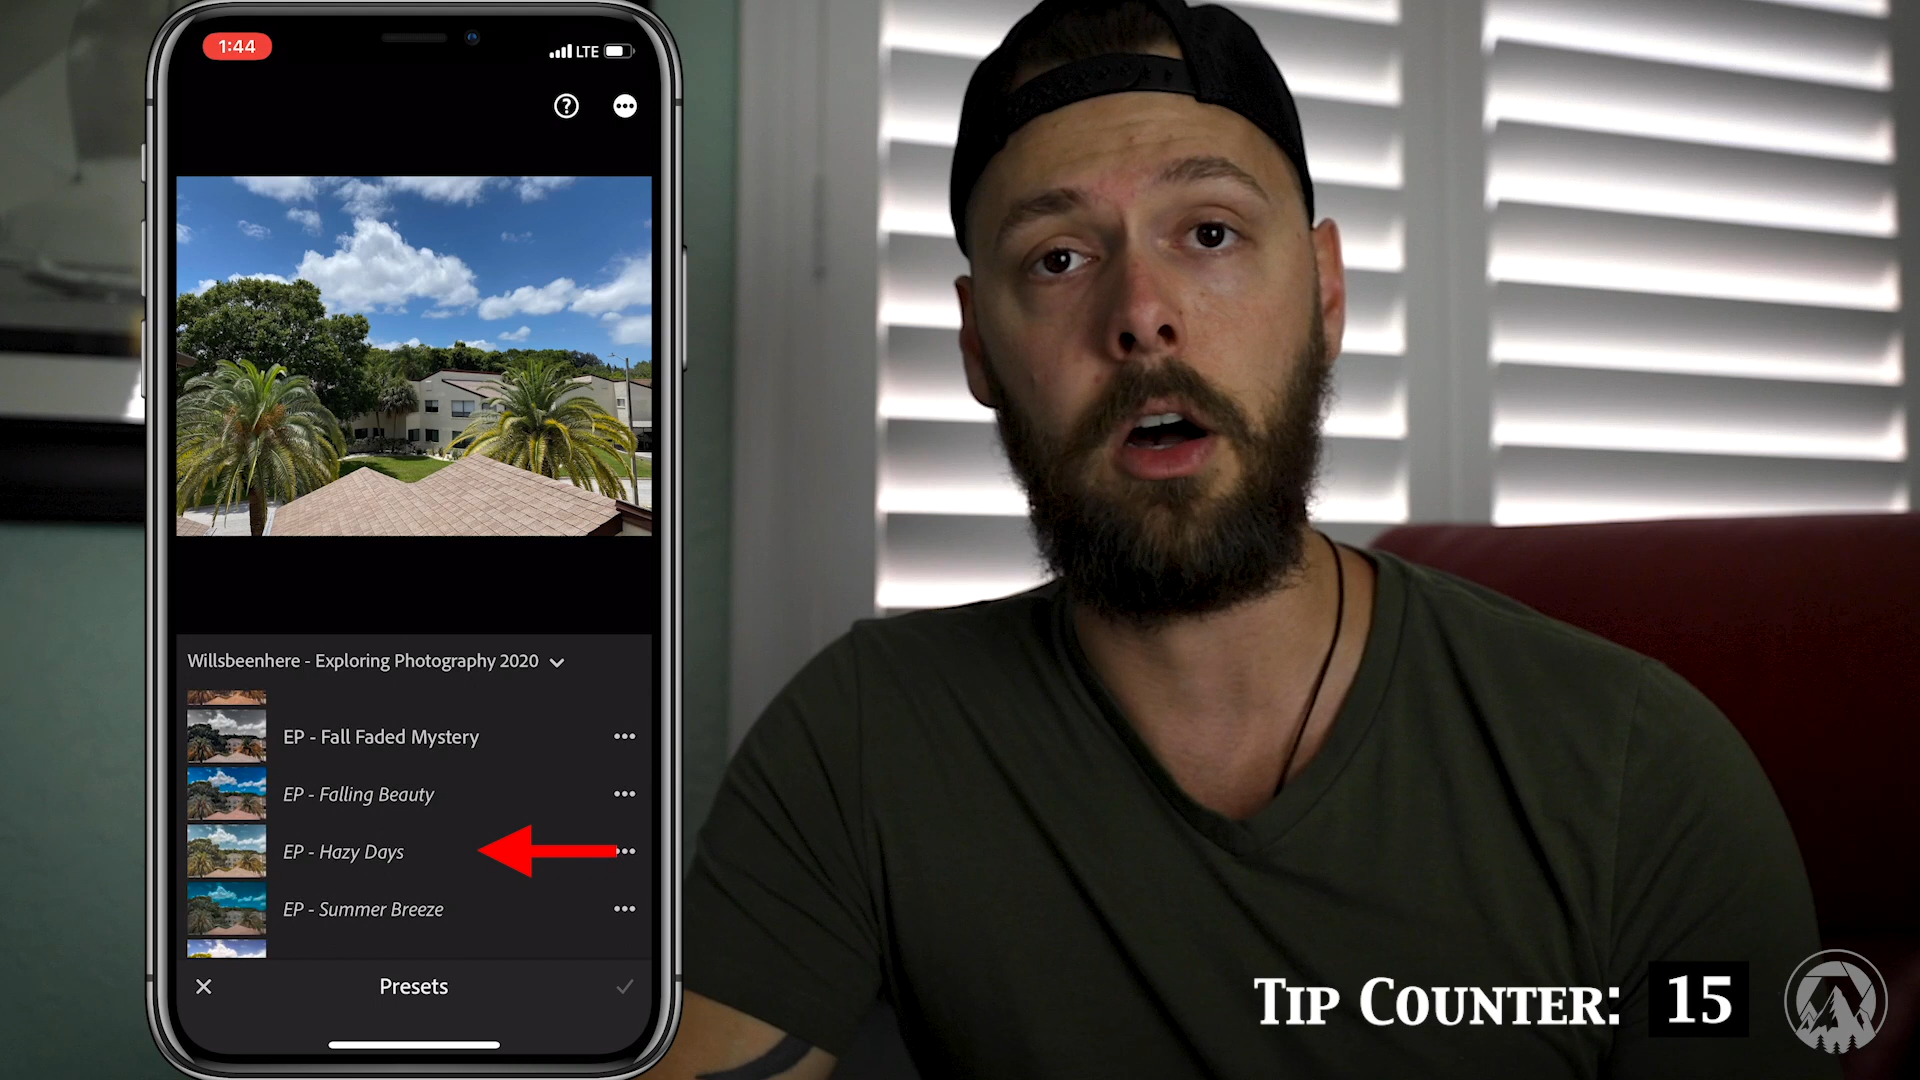 1:44
LTE
Willsbeenhere - Exploring Photography 2020
EP - Fall Faded Mystery
EP - Falling Beauty
EP - Hazy Days
EP - Summer Breeze
Presets
Tip Counter: 15